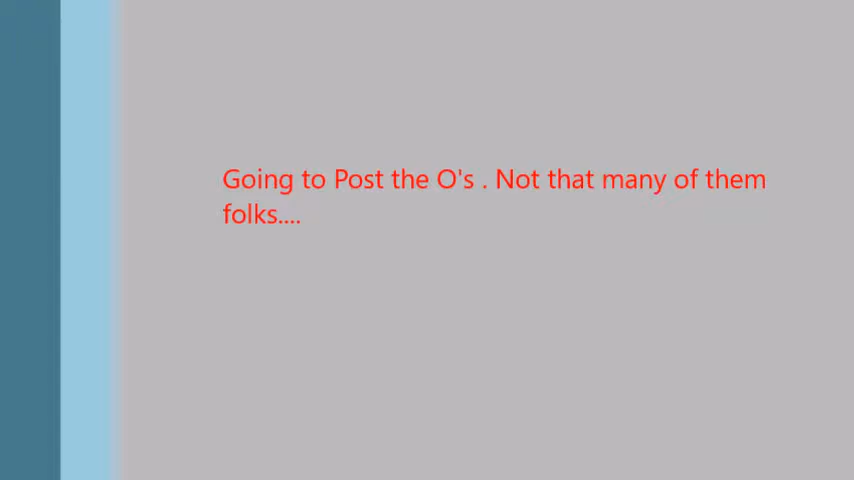 Going to Post the O's . Not that many of them
folks....